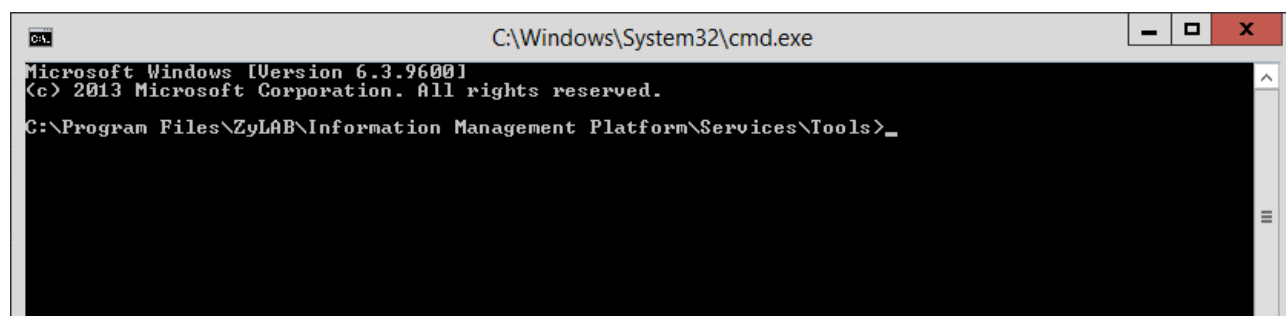 C:\Windows\System32\cmd.exe
Microsoft Windows [Version 6.3.9600]
(c) 2013 Microsoft Corporation. All rights reserved.
C:\Program Files\ZyLAB\Information Management Platform\Services\Tools>_